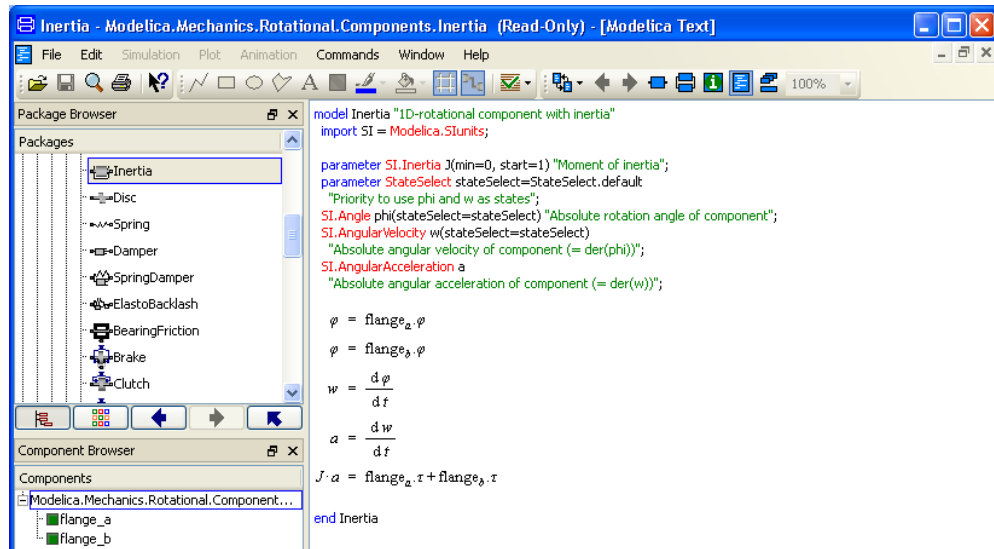 Inertia - Modelica.Mechanics.Rotational.Components.Inertia (Read-Only) - [Modelica Text]
File Edit Simulation Plot Animation Commands Window Help
A
100%
Package Browser
Packages
Inertia
Disc
Spring
Damper
SpringDamper
ElastoBacklash
BearingFriction
Brake
Clutch
Component Browser
Components
Modelica.Mechanics.Rotational.Component...
flange_a
flange_b
model Inertia "1D-rotational component with inertia"
import SI = Modelica.SIunits;
parameter SI.Inertia J(min=0, start=1) "Moment of inertia";
parameter StateSelect stateSelect=StateSelect.default
"Priority to use phi and w as states";
SI.Angle phi(stateSelect=stateSelect) "Absolute rotation angle of component";
SI.AngularVelocity w(stateSelect=stateSelect)
"Absolute angular velocity of component (= der(phi))";
SI.AngularAcceleration a
"Absolute angular acceleration of component (= der(w))";
φ = flangeₐ.φ
φ = flange_b.φ
w = dφ/dt
a = dw/dt
J·a = flangeₐ.τ+flange_b.τ
end Inertia